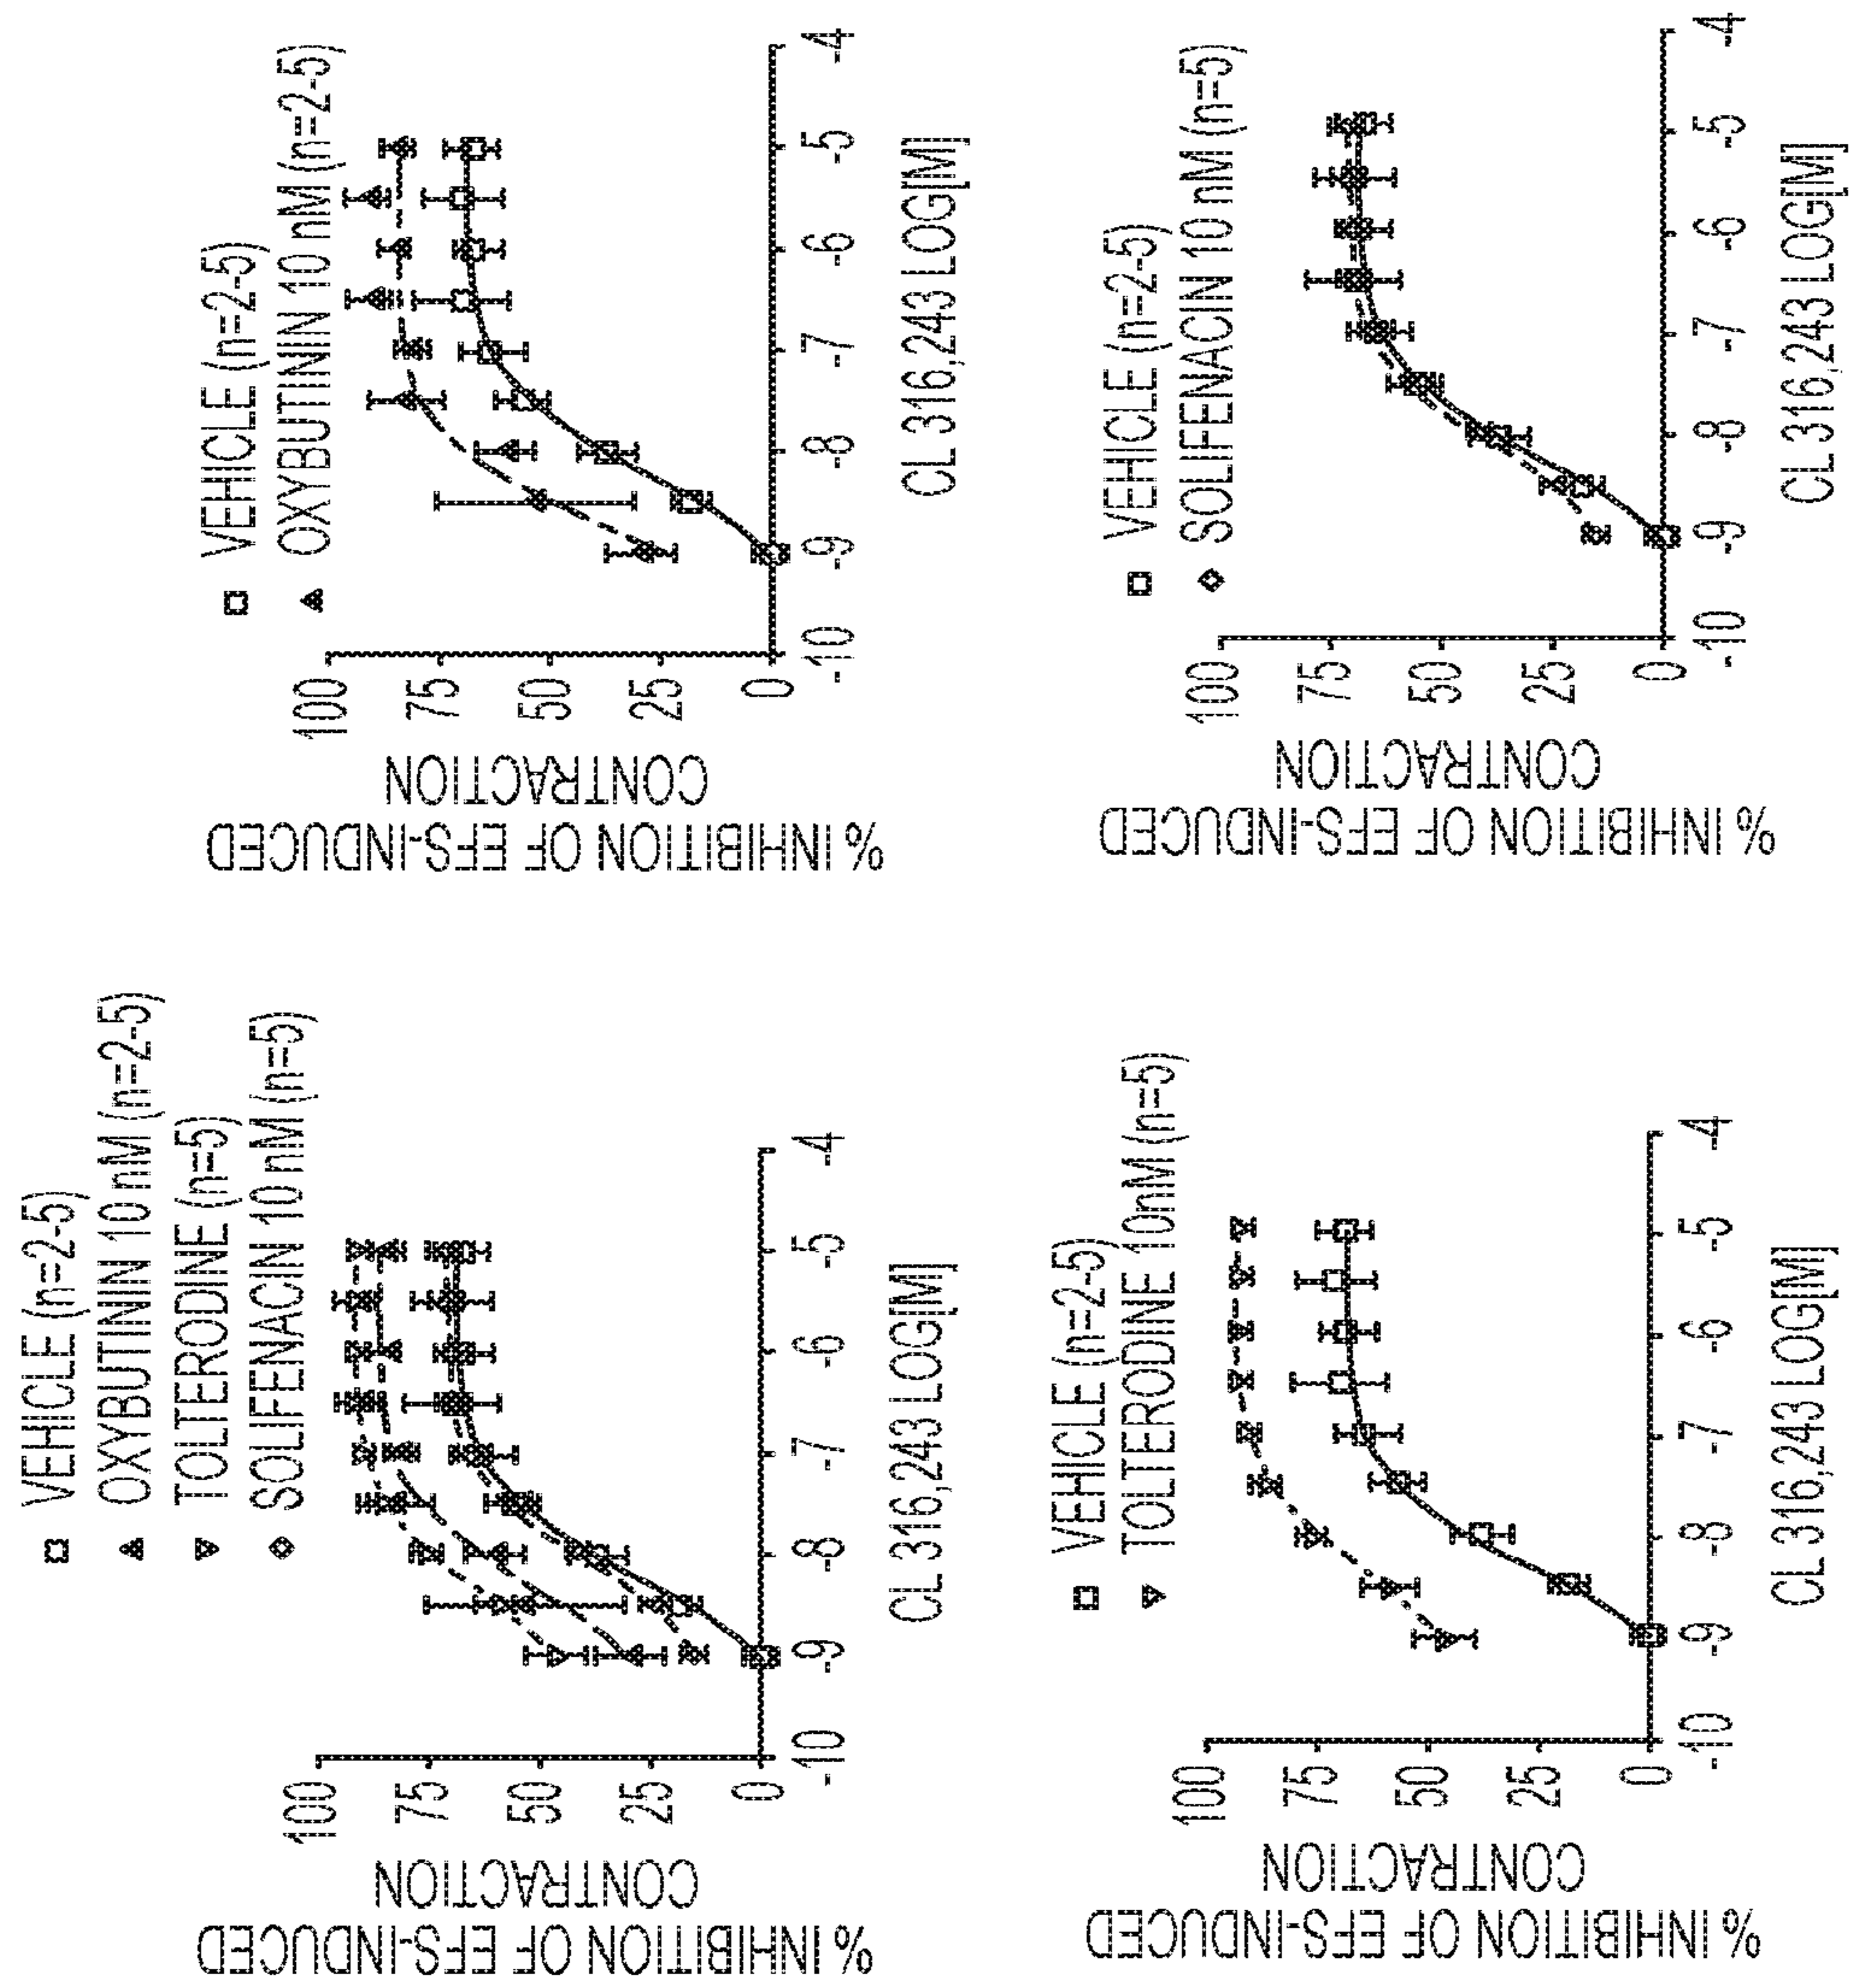 VEHICLE (n=2-5)
OXYBUTININ 10 nM (n=2-5)
TOLTERODINE (n=5)
SOLIFENACIN 10 nM (n=5)
% INHIBITION OF EFS-INDUCED
CONTRACTION
100
75
50
25
0
-10 -9 -8 -7 -6 -5 -4
CL 316,243 LOG[M]
VEHICLE (n=2-5)
OXYBUTININ 10 nM (n=2-5)
% INHIBITION OF EFS-INDUCED
CONTRACTION
100
75
50
25
0
-10 -9 -8 -7 -6 -5 -4
CL 316,243 LOG[M]
VEHICLE (n=2-5)
TOLTERODINE 10nM (n=5)
% INHIBITION OF EFS-INDUCED
CONTRACTION
100
75
50
25
0
-10 -9 -8 -7 -6 -5 -4
CL 316,243 LOG[M]
VEHICLE (n=2-5)
SOLIFENACIN 10 nM (n=5)
% INHIBITION OF EFS-INDUCED
CONTRACTION
100
75
50
25
0
-10 -9 -8 -7 -6 -5 -4
CL 316,243 LOG[M]